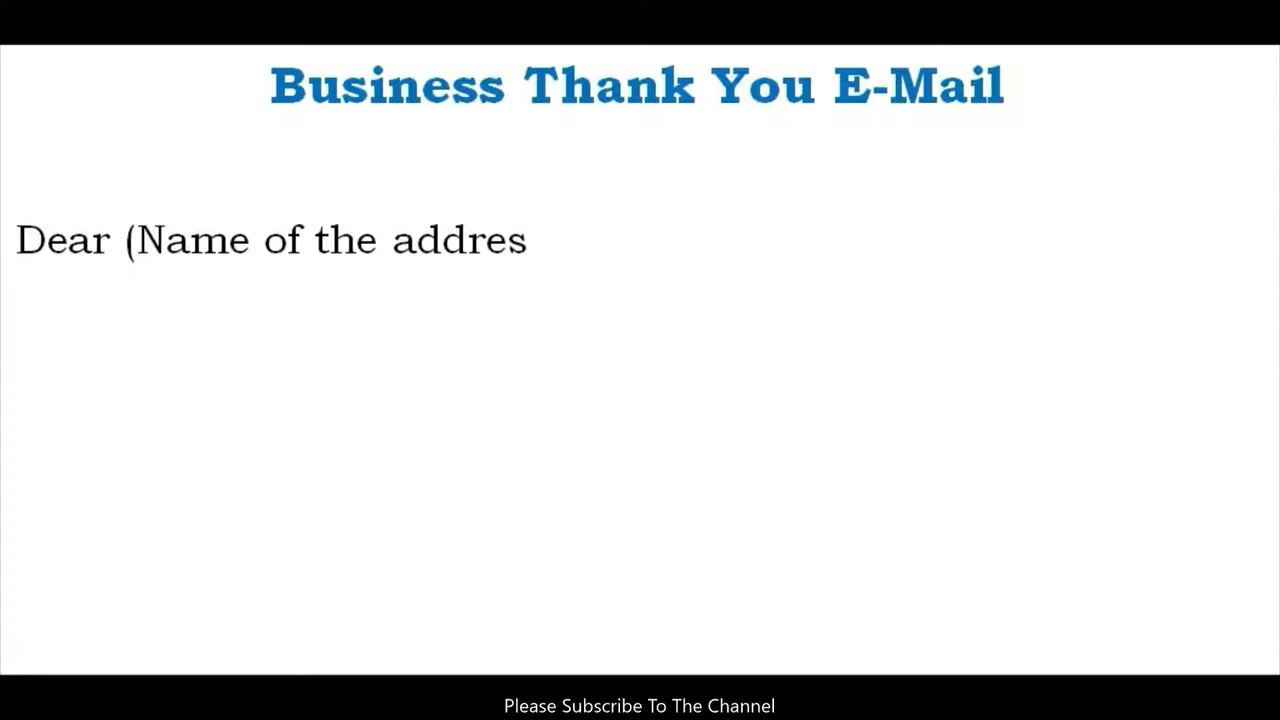 Business Thank You E-Mail
Dear (Name of the addres
Please Subscribe To The Channel